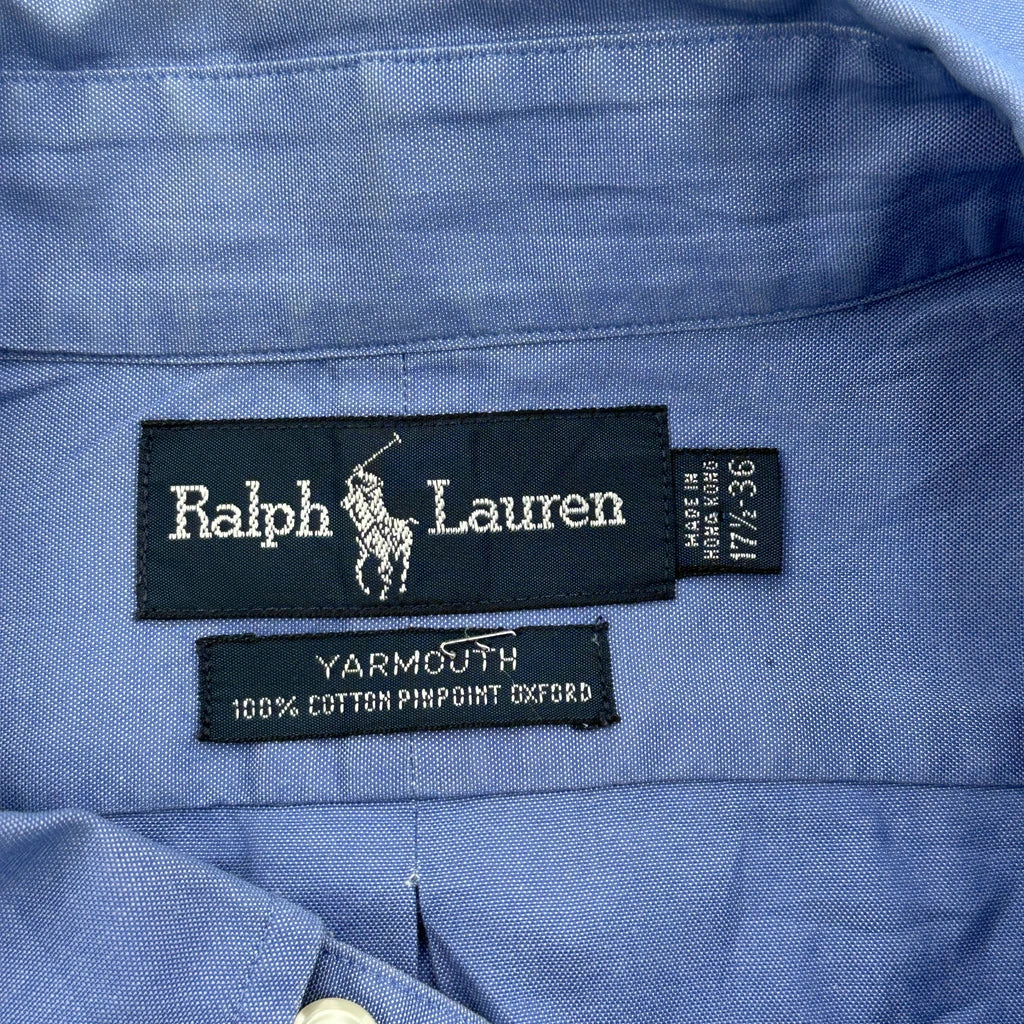 Ralph Lauren
MADE IN
HONG KONG
17½-36
YARMOUTH
100% COTTON PINPOINT OXFORD